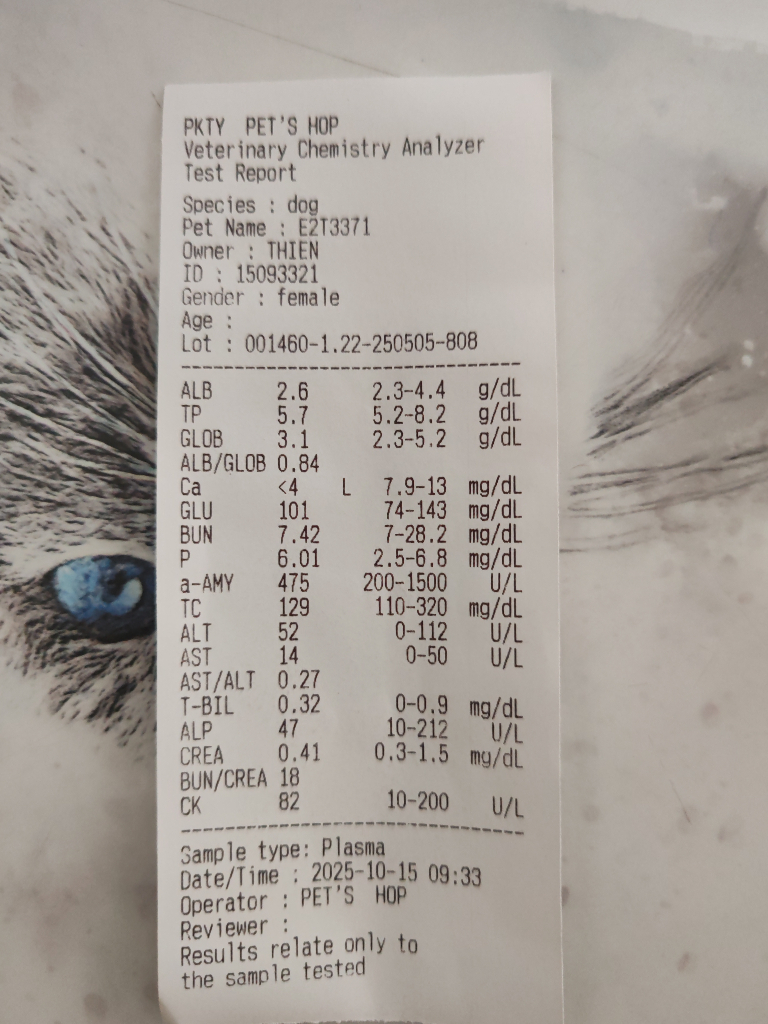 PKTY PET'S HOP
Veterinary Chemistry Analyzer
Test Report
Species : dog
Pet Name : E2T3371
Owner : THIEN
ID : 15093321
Gender : female
Age :
Lot : 001460-1.22-250505-808
ALB 2.6 2.3-4.4 g/dL
TP 5.7 5.2-8.2 g/dL
GLOB 3.1 2.3-5.2 g/dL
ALB/GLOB 0.84
Ca <4 L 7.9-13 mg/dL
GLU 101 74-143 mg/dL
BUN 7.42 7-28.2 mg/dL
P 6.01 2.5-6.8 mg/dL
a-AMY 475 200-1500 U/L
TC 129 110-320 mg/dL
ALT 52 0-112 U/L
AST 14 0-50 U/L
AST/ALT 0.27
T-BIL 0.32 0-0.9 mg/dL
ALP 47 10-212 U/L
CREA 0.41 0.3-1.5 mg/dL
BUN/CREA 18
CK 82 10-200 U/L
Sample type: Plasma
Date/Time : 2025-10-15 09:33
Operator : PET'S HOP
Reviewer :
Results relate only to
the sample tested